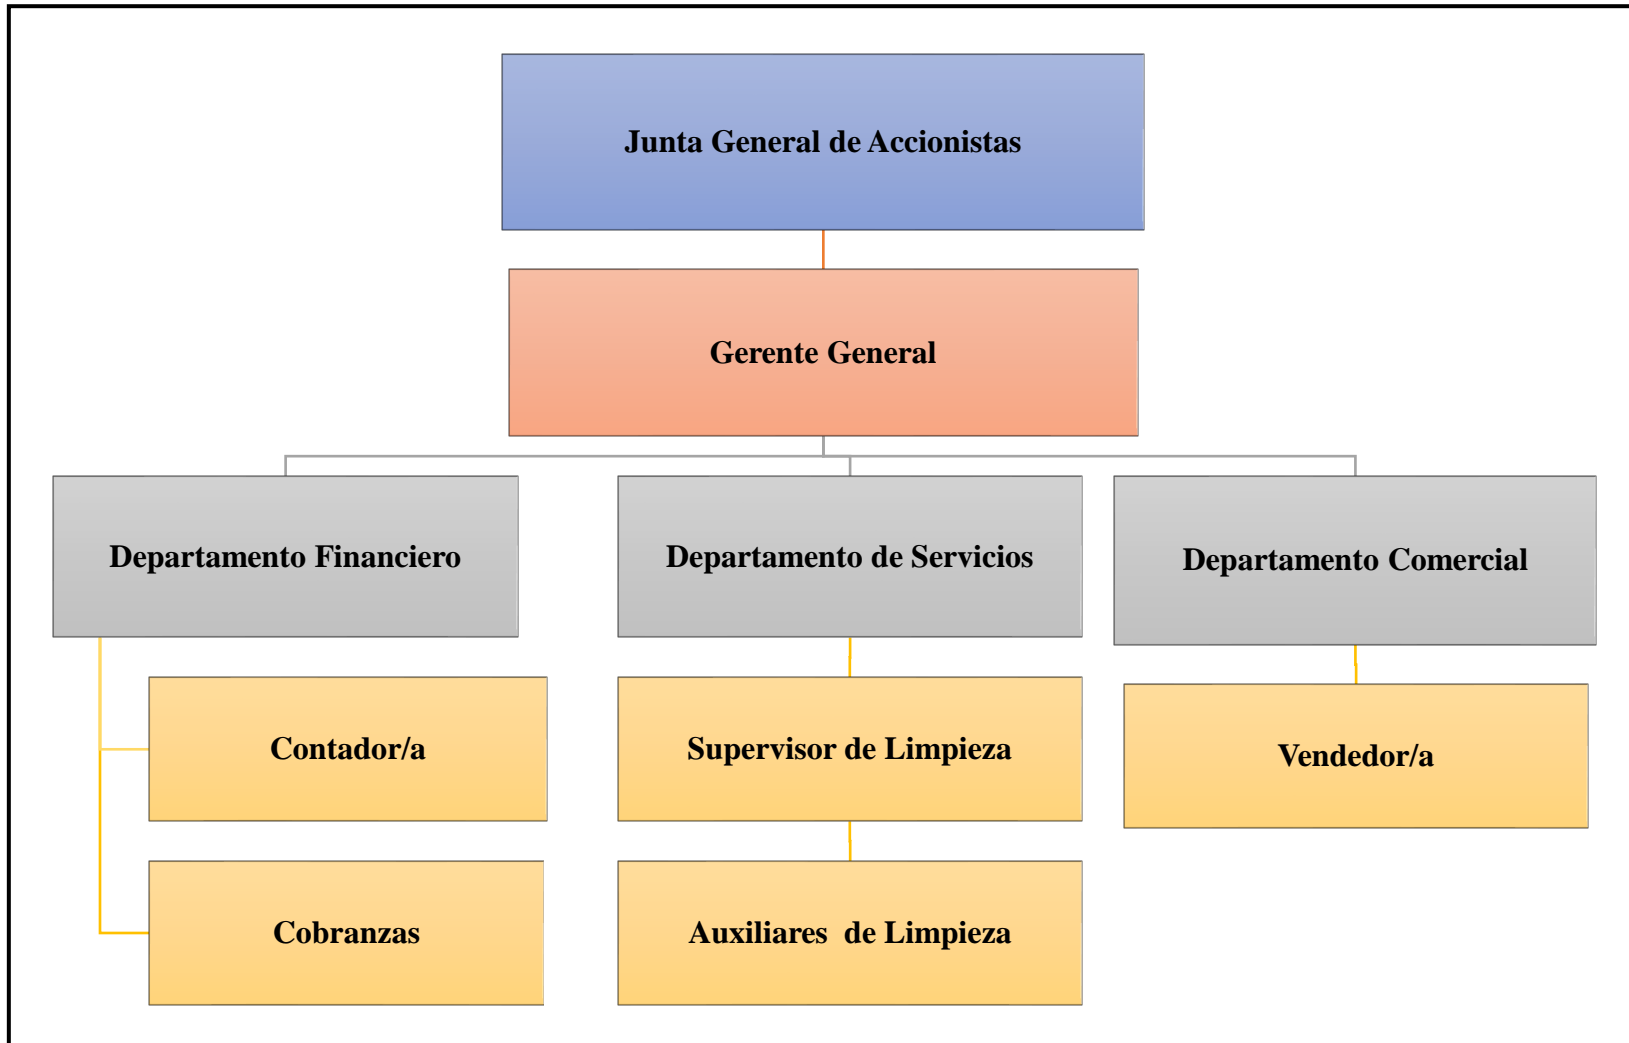 Junta General de Accionistas
Gerente General
Departamento Financiero
Departamento de Servicios
Departamento Comercial
Contador/a
Supervisor de Limpieza
Vendedor/a
Cobranzas
Auxiliares  de Limpieza